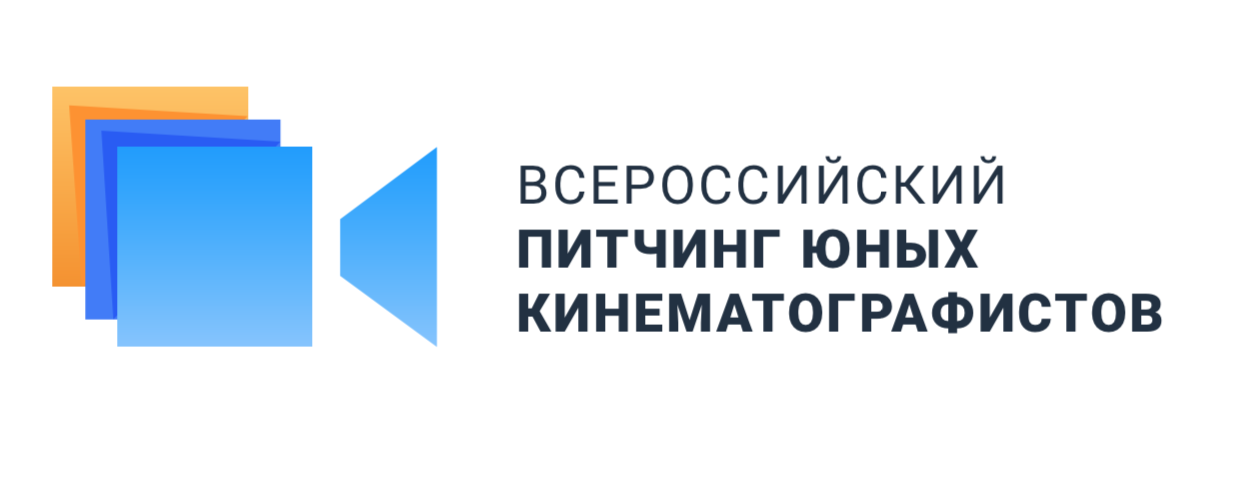 ВСЕРОССИЙСКИЙ
ПИТЧИНГ ЮНЫХ
КИНЕМАТОГРАФИСТОВ